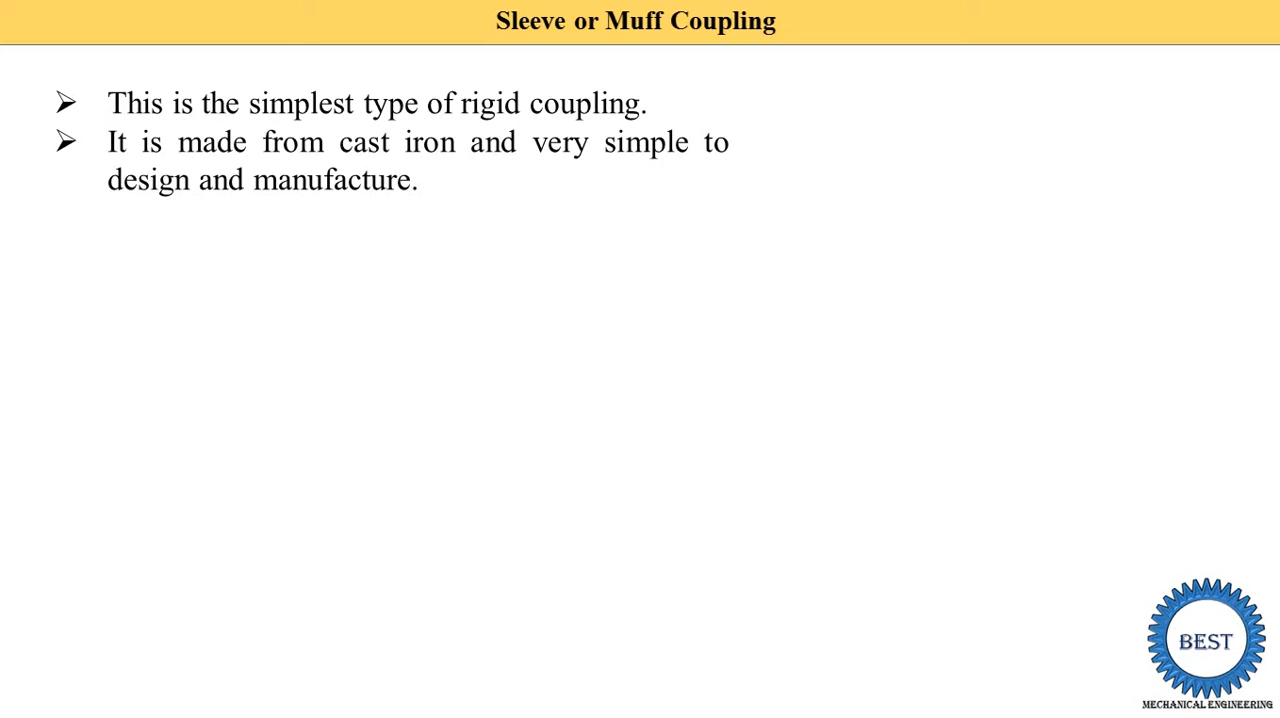 Sleeve or Muff Coupling
➢ This is the simplest type of rigid coupling.
➢ It is made from cast iron and very simple to
design and manufacture.
BEST
MECHANICAL ENGINEERING